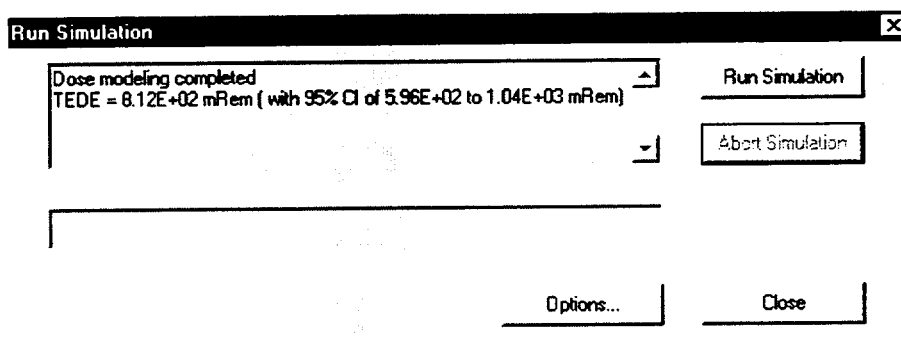 Run Simulation
Dose modeling completed
TEDE = 8.12E+02 mRem ( with 95% CI of 5.96E+02 to 1.04E+03 mRem)
Run Simulation
Abort Simulation
Options...
Close